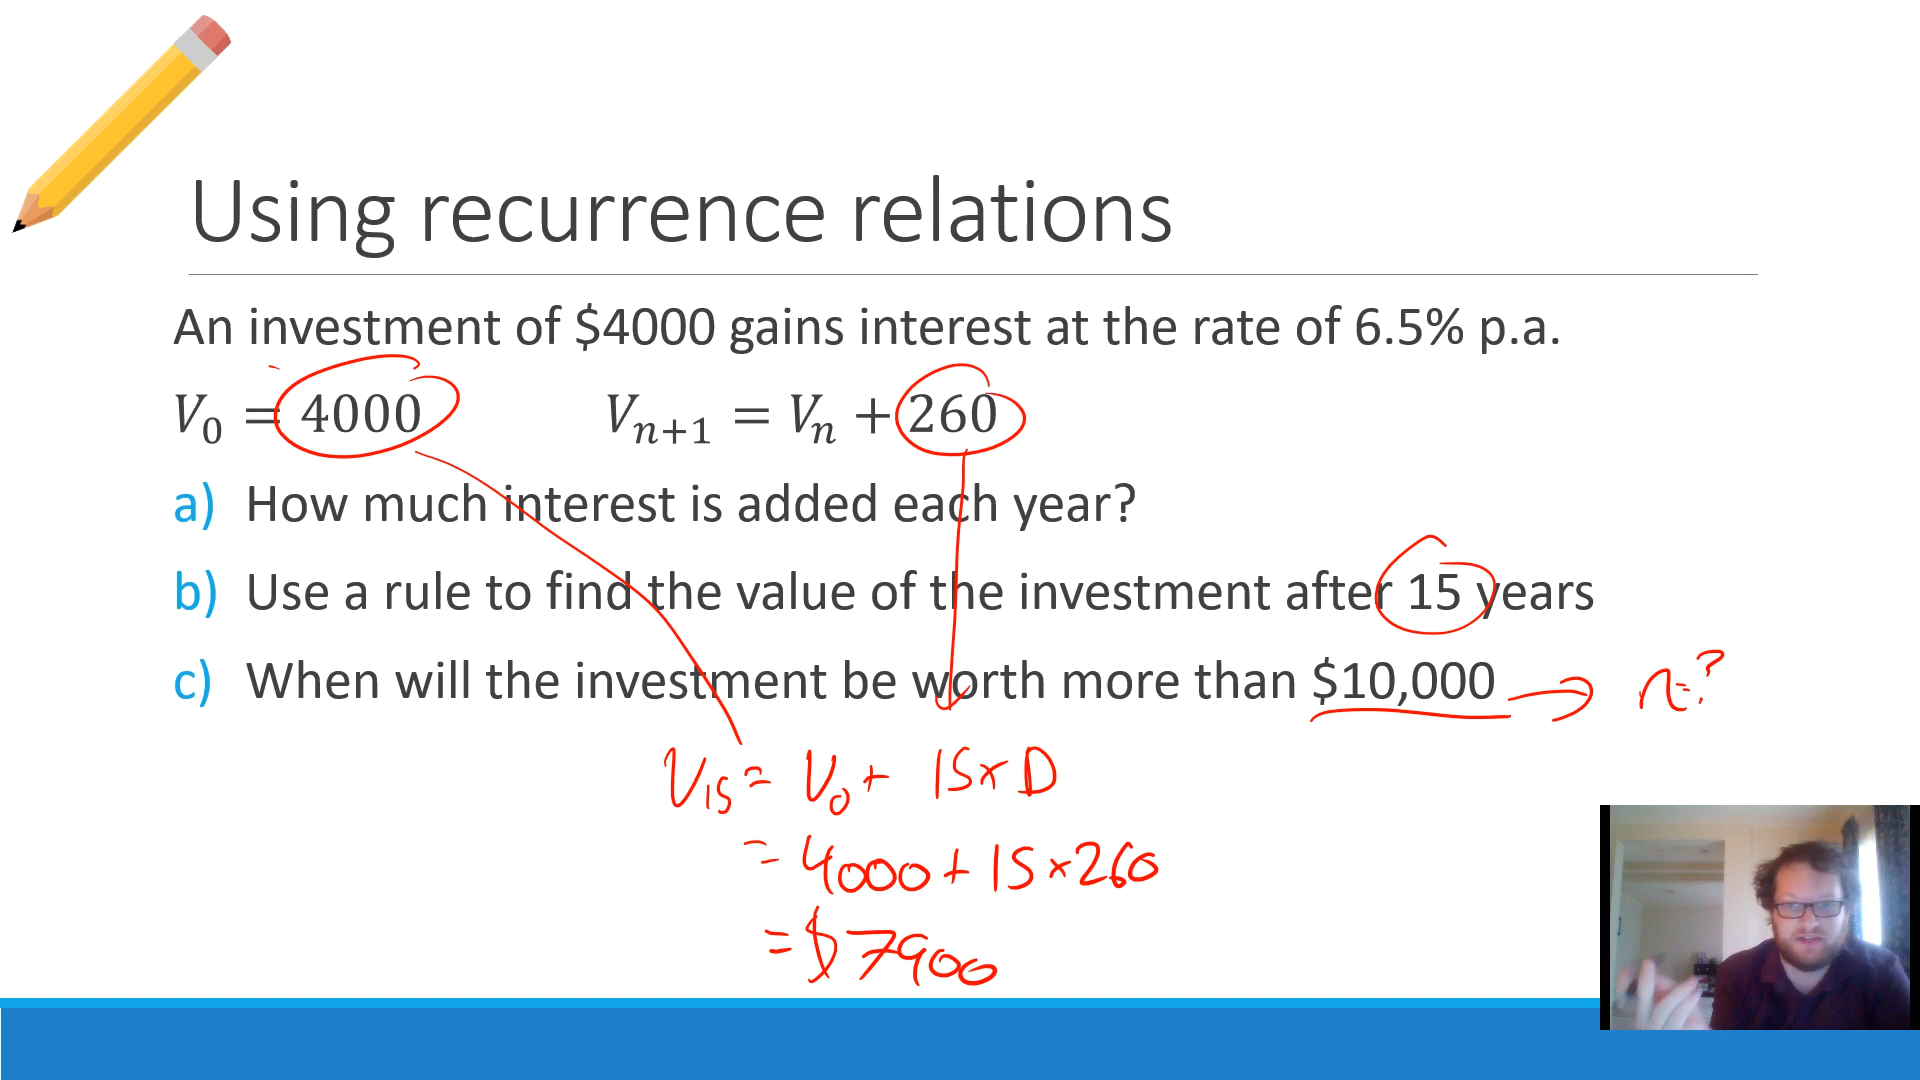 Using recurrence relations
An investment of $4000 gains interest at the rate of 6.5% p.a.
V₀ = 4000 Vₙ₊₁ = Vₙ + 260
a) How much interest is added each year?
b) Use a rule to find the value of the investment after 15 years
c) When will the investment be worth more than $10,000 → n=?
V₁₅ = V₀ + 15 × D
= 4000 + 15 × 260
= $7900